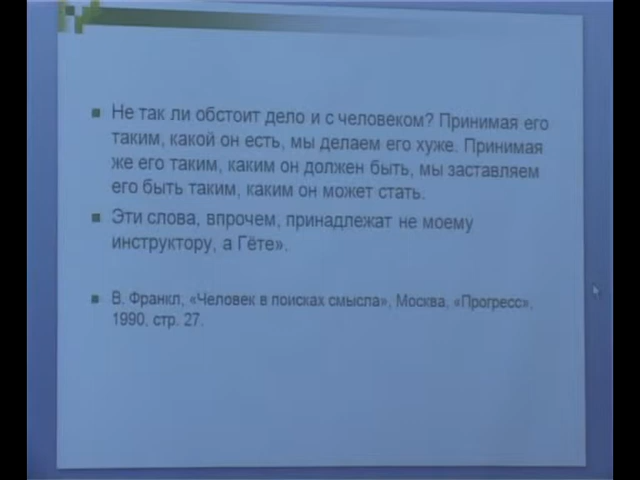 Не так ли обстоит дело и с человеком? Принимая его
таким, какой он есть, мы делаем его хуже. Принимая
же его таким, каким он должен быть, мы заставляем
его быть таким, каким он может стать.
Эти слова, впрочем, принадлежат не моему
инструктору, а Гёте».
В. Франкл, «Человек в поисках смысла», Москва, «Прогресс»,
1990, стр. 27.